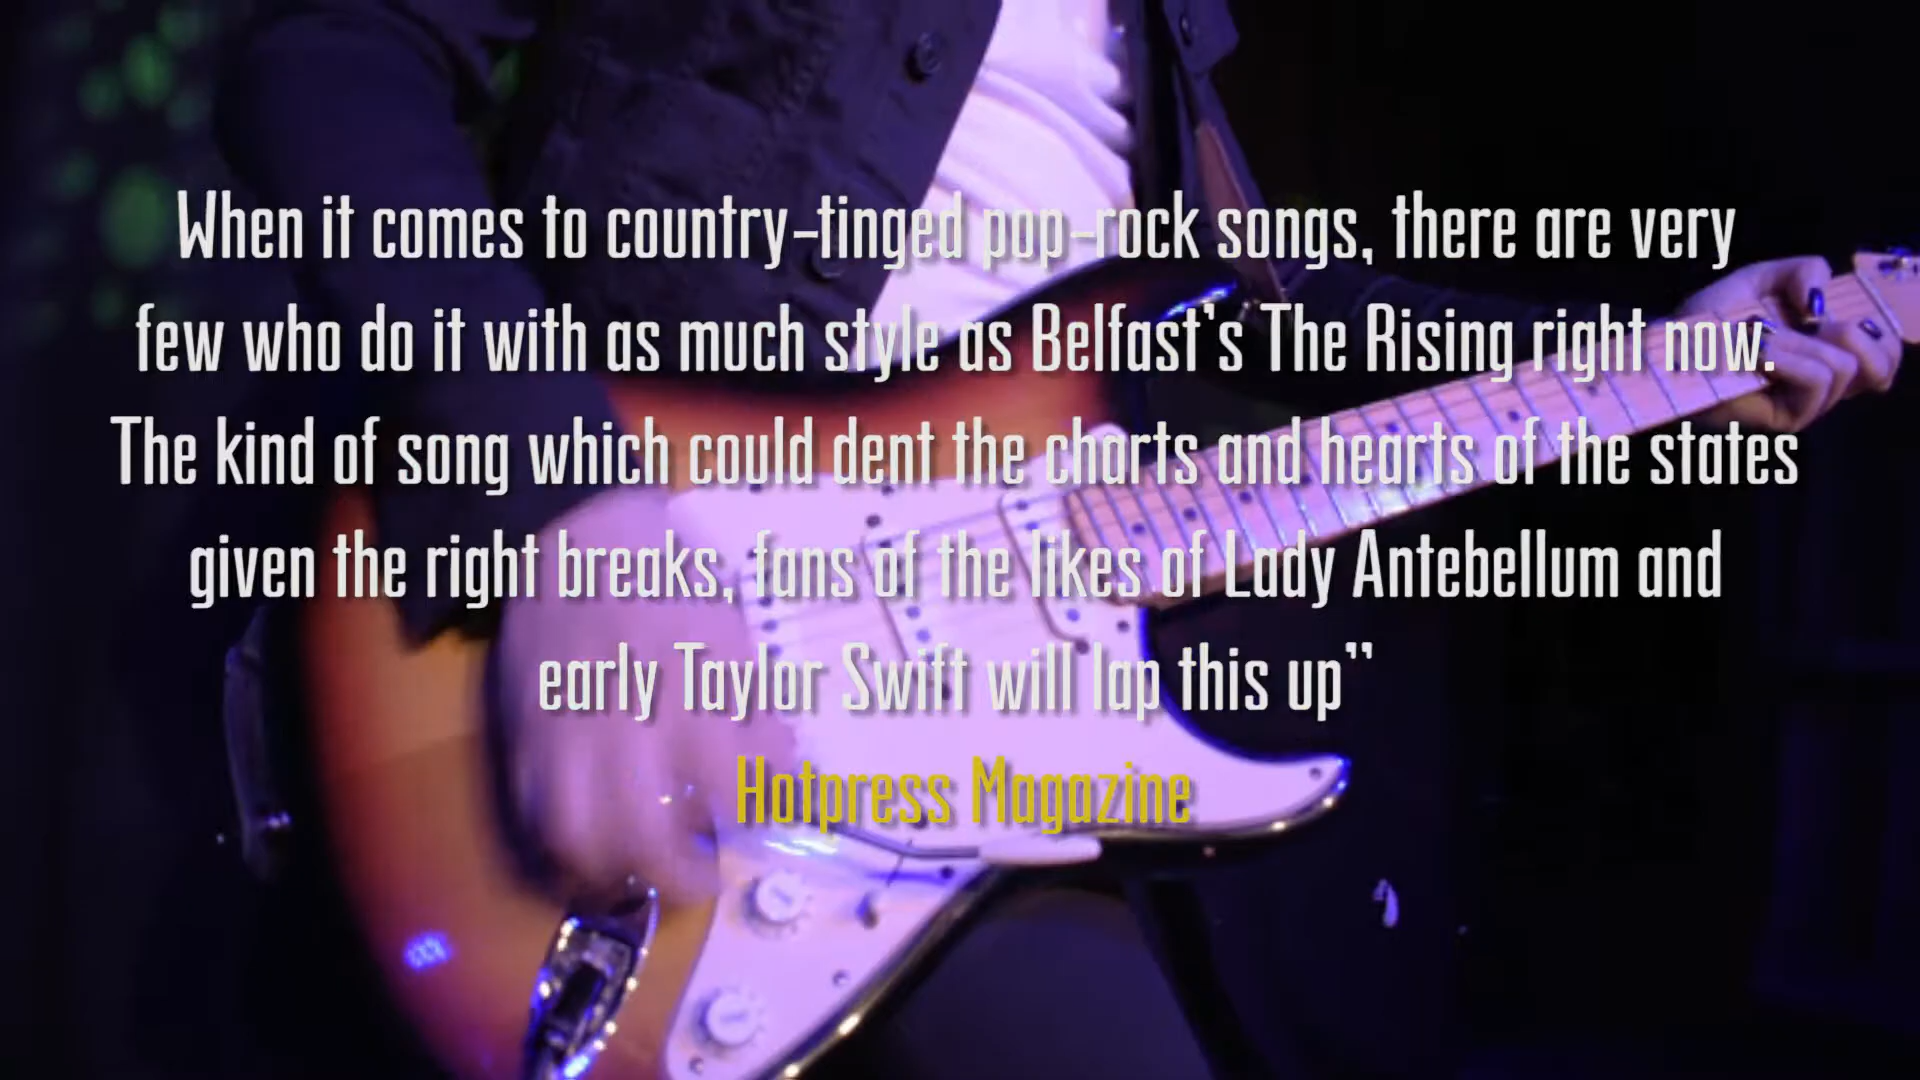 When it comes to country-tinged pop-rock songs, there are very
few who do it with as much style as Belfast's The Rising right now.
The kind of song which could dent the charts and hearts of the states
given the right breaks, fans of the likes of Lady Antebellum and
early Taylor Swift will lap this up”
Hotpress Magazine